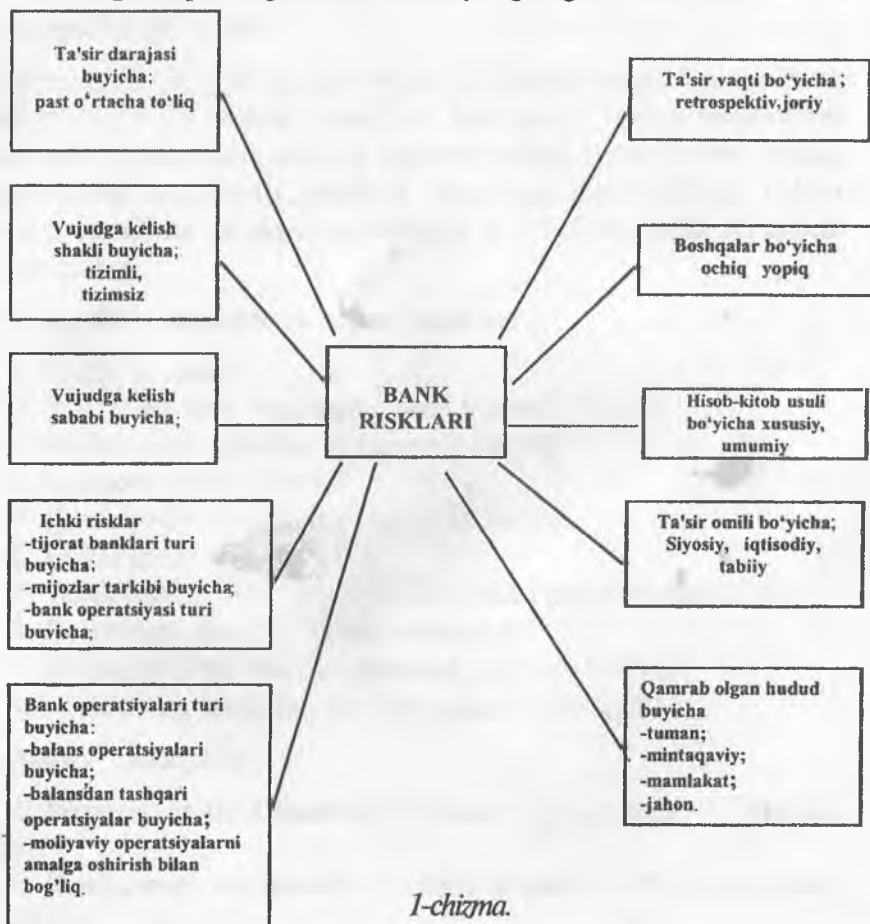 Ta'sir darajasi
buyicha;
past o‘rtacha to‘liq
Vujudga kelish
shakli buyicha;
tizimli,
tizimsiz
Vujudga kelish
sababi buyicha;
Ichki risklar
-tijorat banklari turi
buyicha;
-mijozlar tarkibi buyicha;
-bank operatsiyasi turi
buvicha;
Bank operatsiyalari turi
buyicha:
-balans operatsiyalari
buyicha;
-balansdan tashqari
operatsiyalar buyicha;
-moliyaviy operatsiyalarni
amalga oshirish bilan
bog‘liq.
BANK
RISKLARI
Ta'sir vaqti bo‘yicha;
retrospektiv,joriy
Boshqalar bo‘yicha
ochiq yopiq
Hisob-kitob usuli
bo‘yicha xususiy,
umumiy
Ta'sir omili bo‘yicha;
Siyosiy, iqtisodiy,
tabiiy
Qamrab olgan hudud
buyicha
-tuman;
-mintaqaviy;
-mamlakat;
-jahon.
1-chizma.